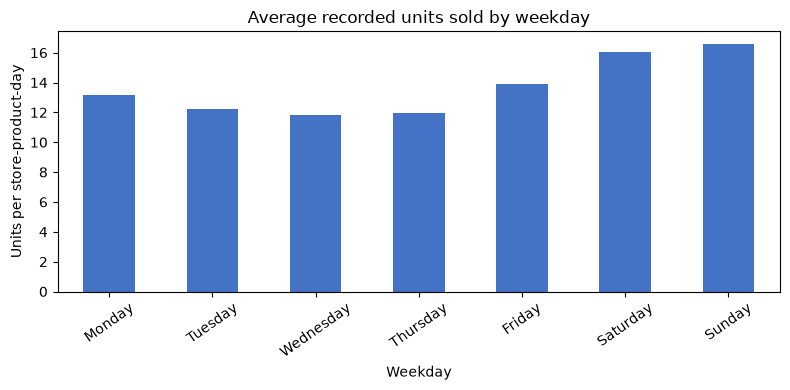 Average recorded units sold by weekday
Units per store-product-day
16
14
12
10
8
6
4
2
0
Monday
Tuesday
Wednesday
Thursday
Friday
Saturday
Sunday
Weekday